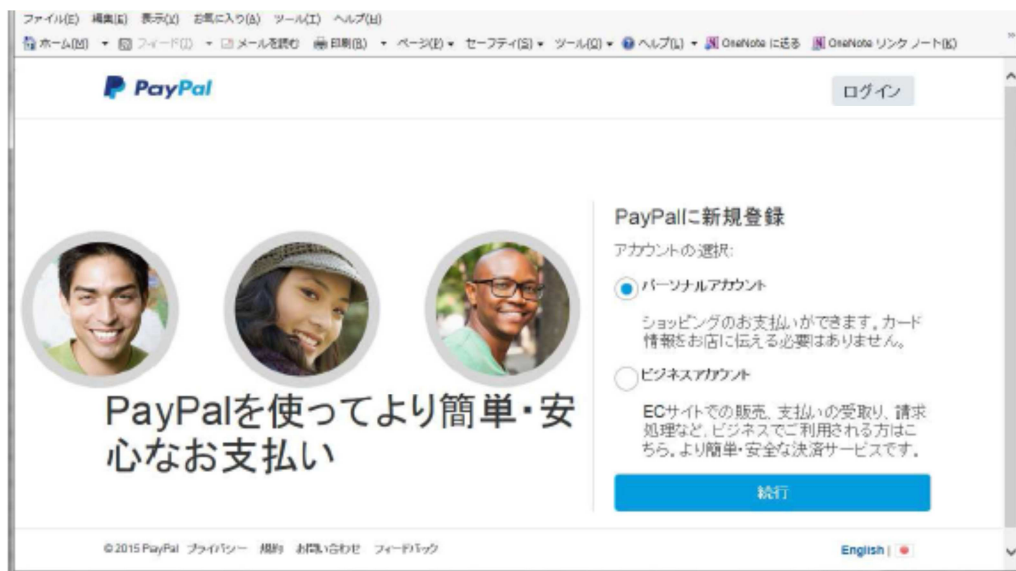 ファイル(E) 編集(E) 表示(V) お気に入り(A) ツール(T) ヘルプ(H)
ホーム(M) フィード(J) メールを読む 印刷(R) ページ(P) セーフティ(S) ツール(O) ヘルプ(L) OneNote に送る OneNote リンク ノート(K)
PayPal
ログイン
PayPalに新規登録
アカウントの選択:
パーソナルアカウント
ショッピングのお支払いができます。カード
情報をお店に伝える必要はありません。
ビジネスアカウント
ECサイトでの販売、支払いの受取り、請求
処理など、ビジネスでご利用される方はこ
ちら。より簡単・安全な決済サービスです。
続行
PayPalを使ってより簡単・安
心なお支払い
© 2015 PayPal プライバシー 規約 お問い合わせ フィードバック
English |